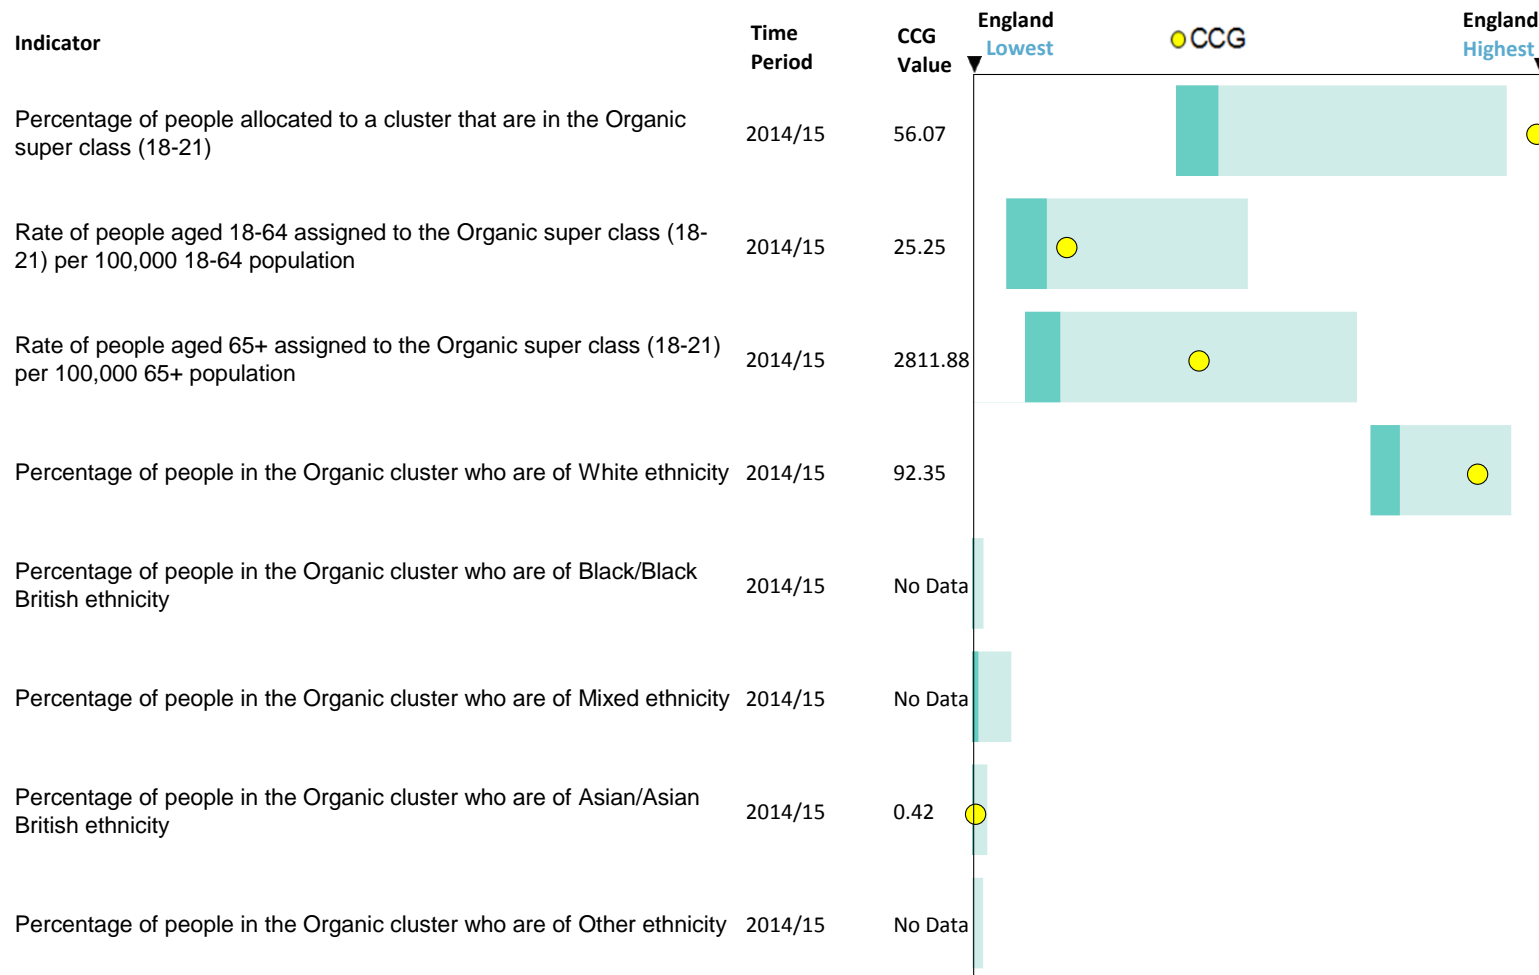 Indicator
Time
Period
CCG
Value
England
Lowest
CCG
England
Highest
Percentage of people allocated to a cluster that are in the Organic
super class (18-21)
2014/15
56.07
Rate of people aged 18-64 assigned to the Organic super class (18-
21) per 100,000 18-64 population
2014/15
25.25
Rate of people aged 65+ assigned to the Organic super class (18-21)
per 100,000 65+ population
2014/15
2811.88
Percentage of people in the Organic cluster who are of White ethnicity
2014/15
92.35
Percentage of people in the Organic cluster who are of Black/Black
British ethnicity
2014/15
No Data
Percentage of people in the Organic cluster who are of Mixed ethnicity
2014/15
No Data
Percentage of people in the Organic cluster who are of Asian/Asian
British ethnicity
2014/15
0.42
Percentage of people in the Organic cluster who are of Other ethnicity
2014/15
No Data